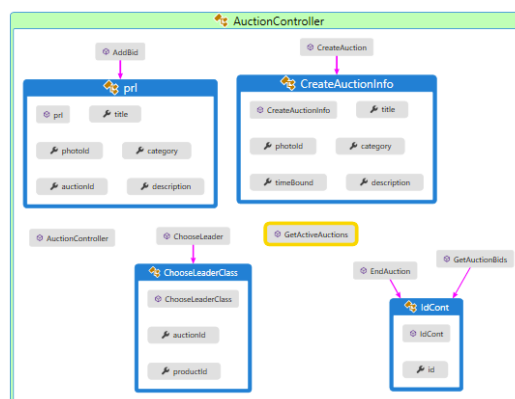 AuctionController
AddBid
CreateAuction
prl
CreateAuctionInfo
prl
title
CreateAuctionInfo
title
photoId
category
photoId
category
auctionId
description
timeBound
description
AuctionController
ChooseLeader
GetActiveAuctions
GetAuctionBids
EndAuction
ChooseLeaderClass
ChooseLeaderClass
auctionId
productId
IdCont
IdCont
id